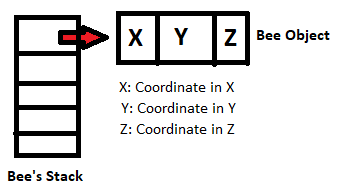 X Y Z Bee Object
X: Coordinate in X
Y: Coordinate in Y
Z: Coordinate in Z
Bee's Stack